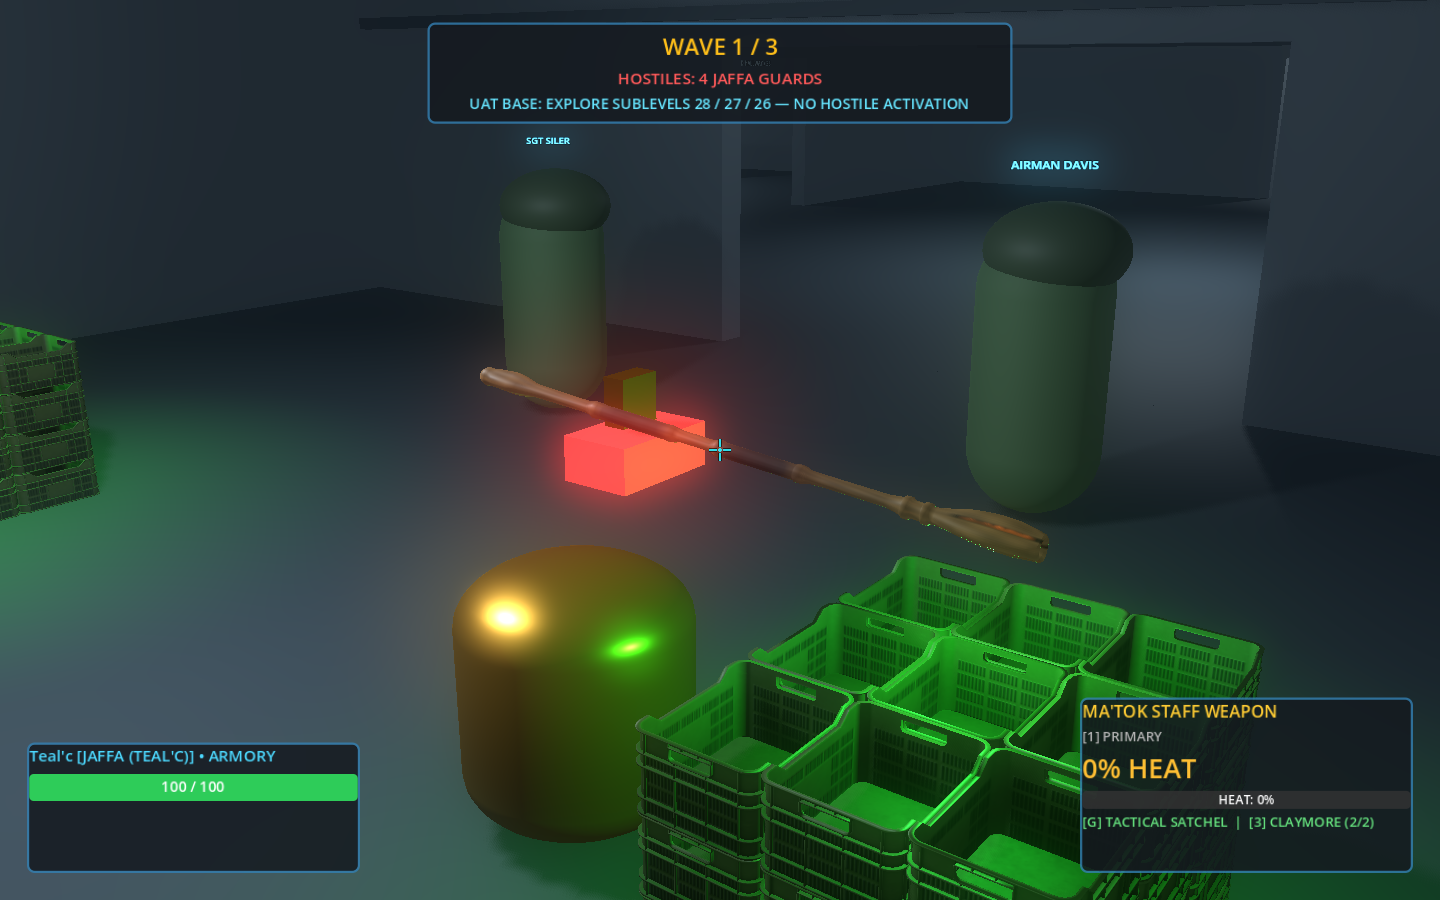 WAVE 1 / 3
HOSTILES: 4 JAFFA GUARDS
UAT BASE: EXPLORE SUBLEVELS 28 / 27 / 26 — NO HOSTILE ACTIVATION
SGT SILER
AIRMAN DAVIS
Teal'c [JAFFA (TEAL'C)] • ARMORY
100 / 100
MA'TOK STAFF WEAPON
[1] PRIMARY
0% HEAT
HEAT: 0%
[G] TACTICAL SATCHEL | [3] CLAYMORE (2/2)